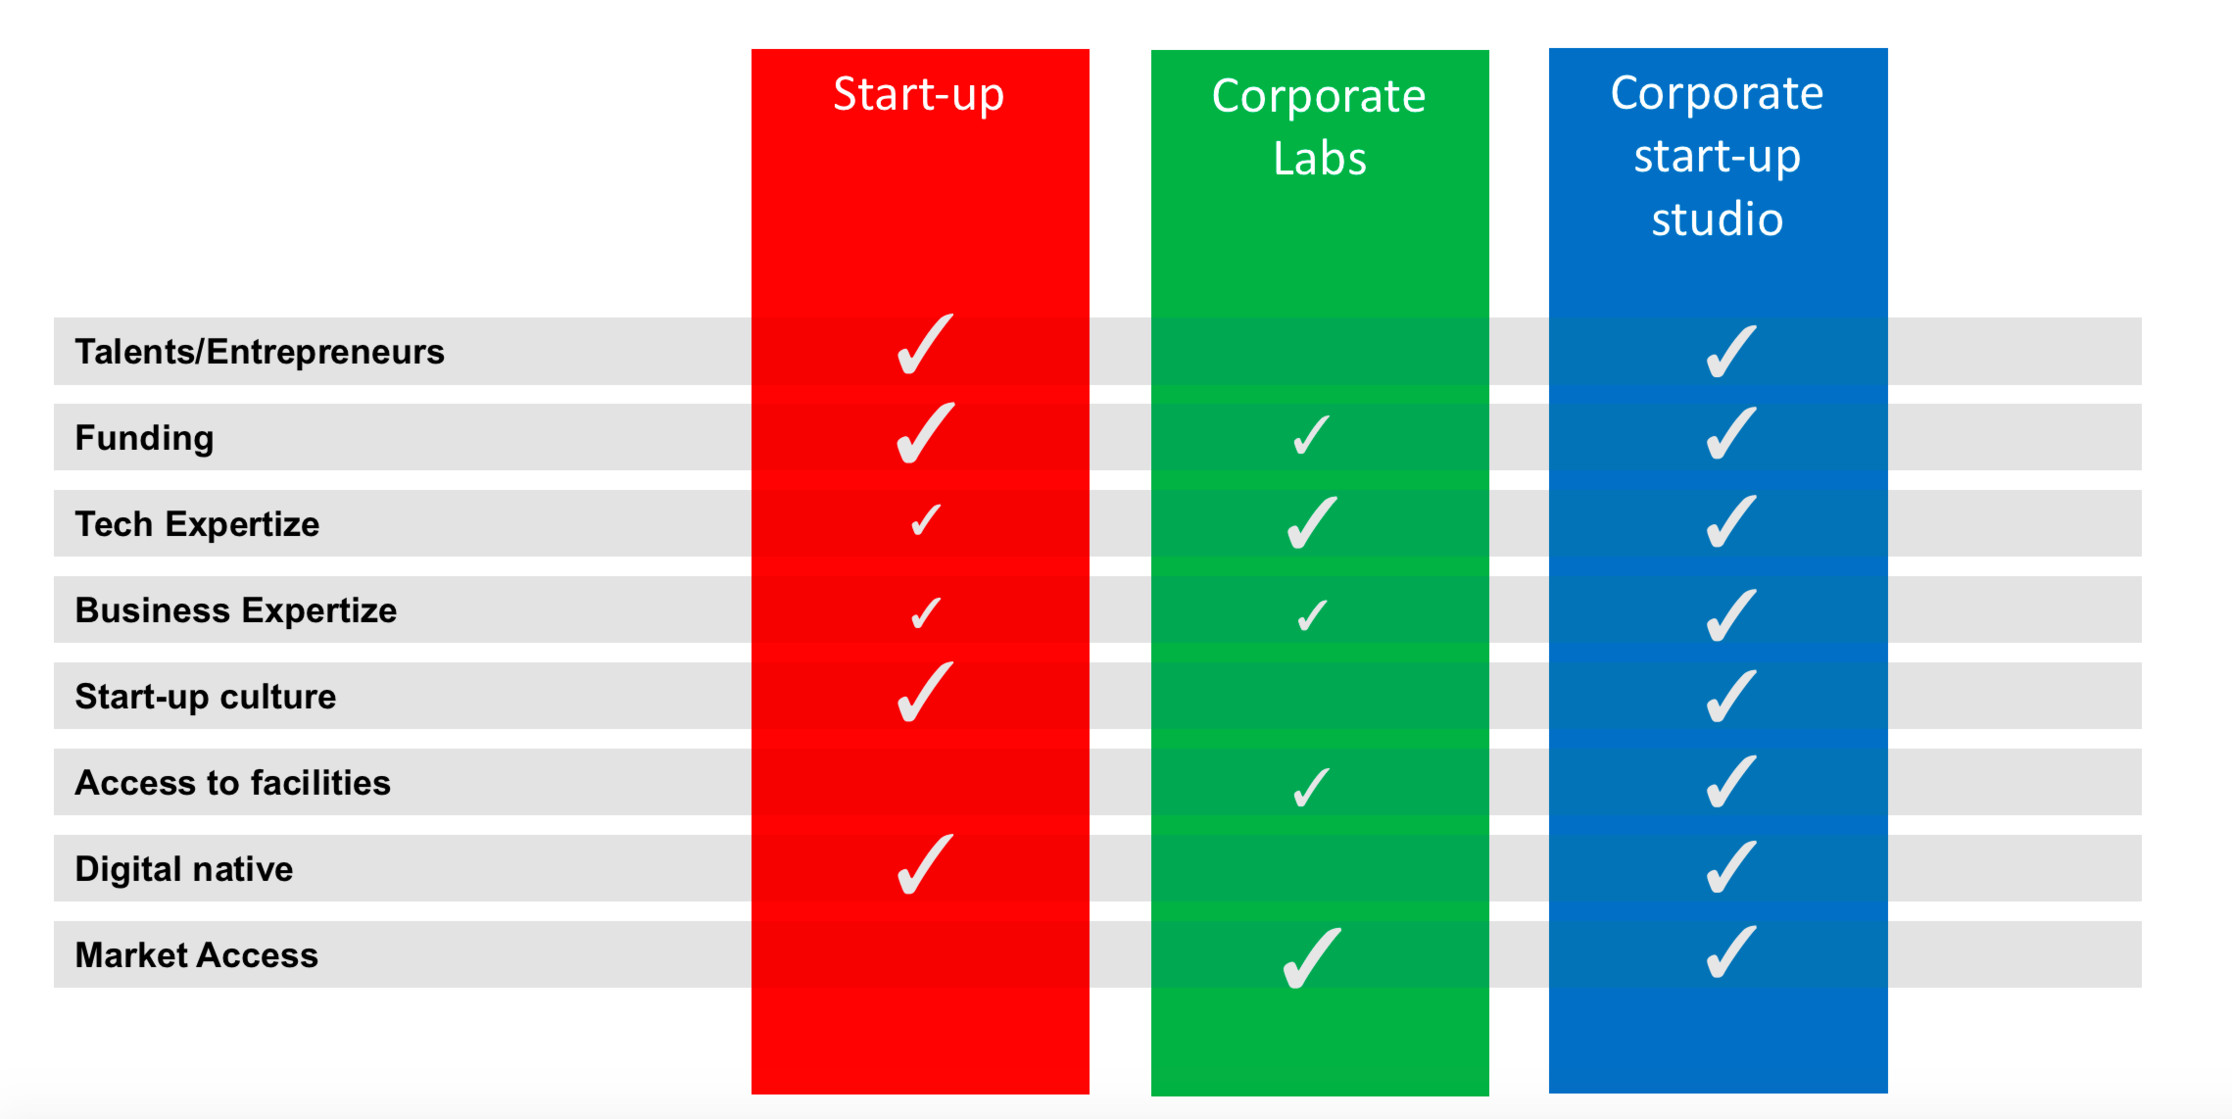 Start-up
Corporate
Labs
Corporate
start-up
studio
Talents/Entrepreneurs ✓ ✓
Funding ✓ ✓ ✓
Tech Expertize ✓ ✓ ✓
Business Expertize ✓ ✓ ✓
Start-up culture ✓ ✓
Access to facilities ✓ ✓
Digital native ✓ ✓
Market Access ✓ ✓